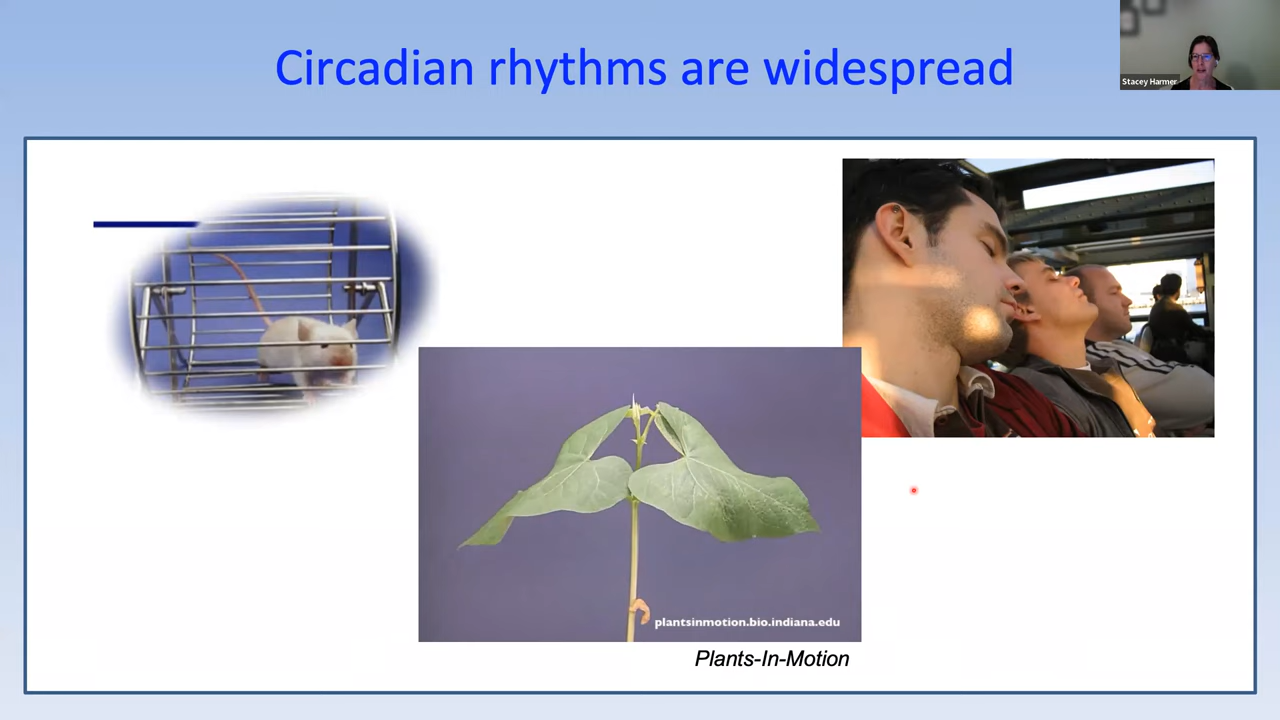 Circadian rhythms are widespread
Stacey Harmer
plantsinmotion.bio.indiana.edu
Plants-In-Motion